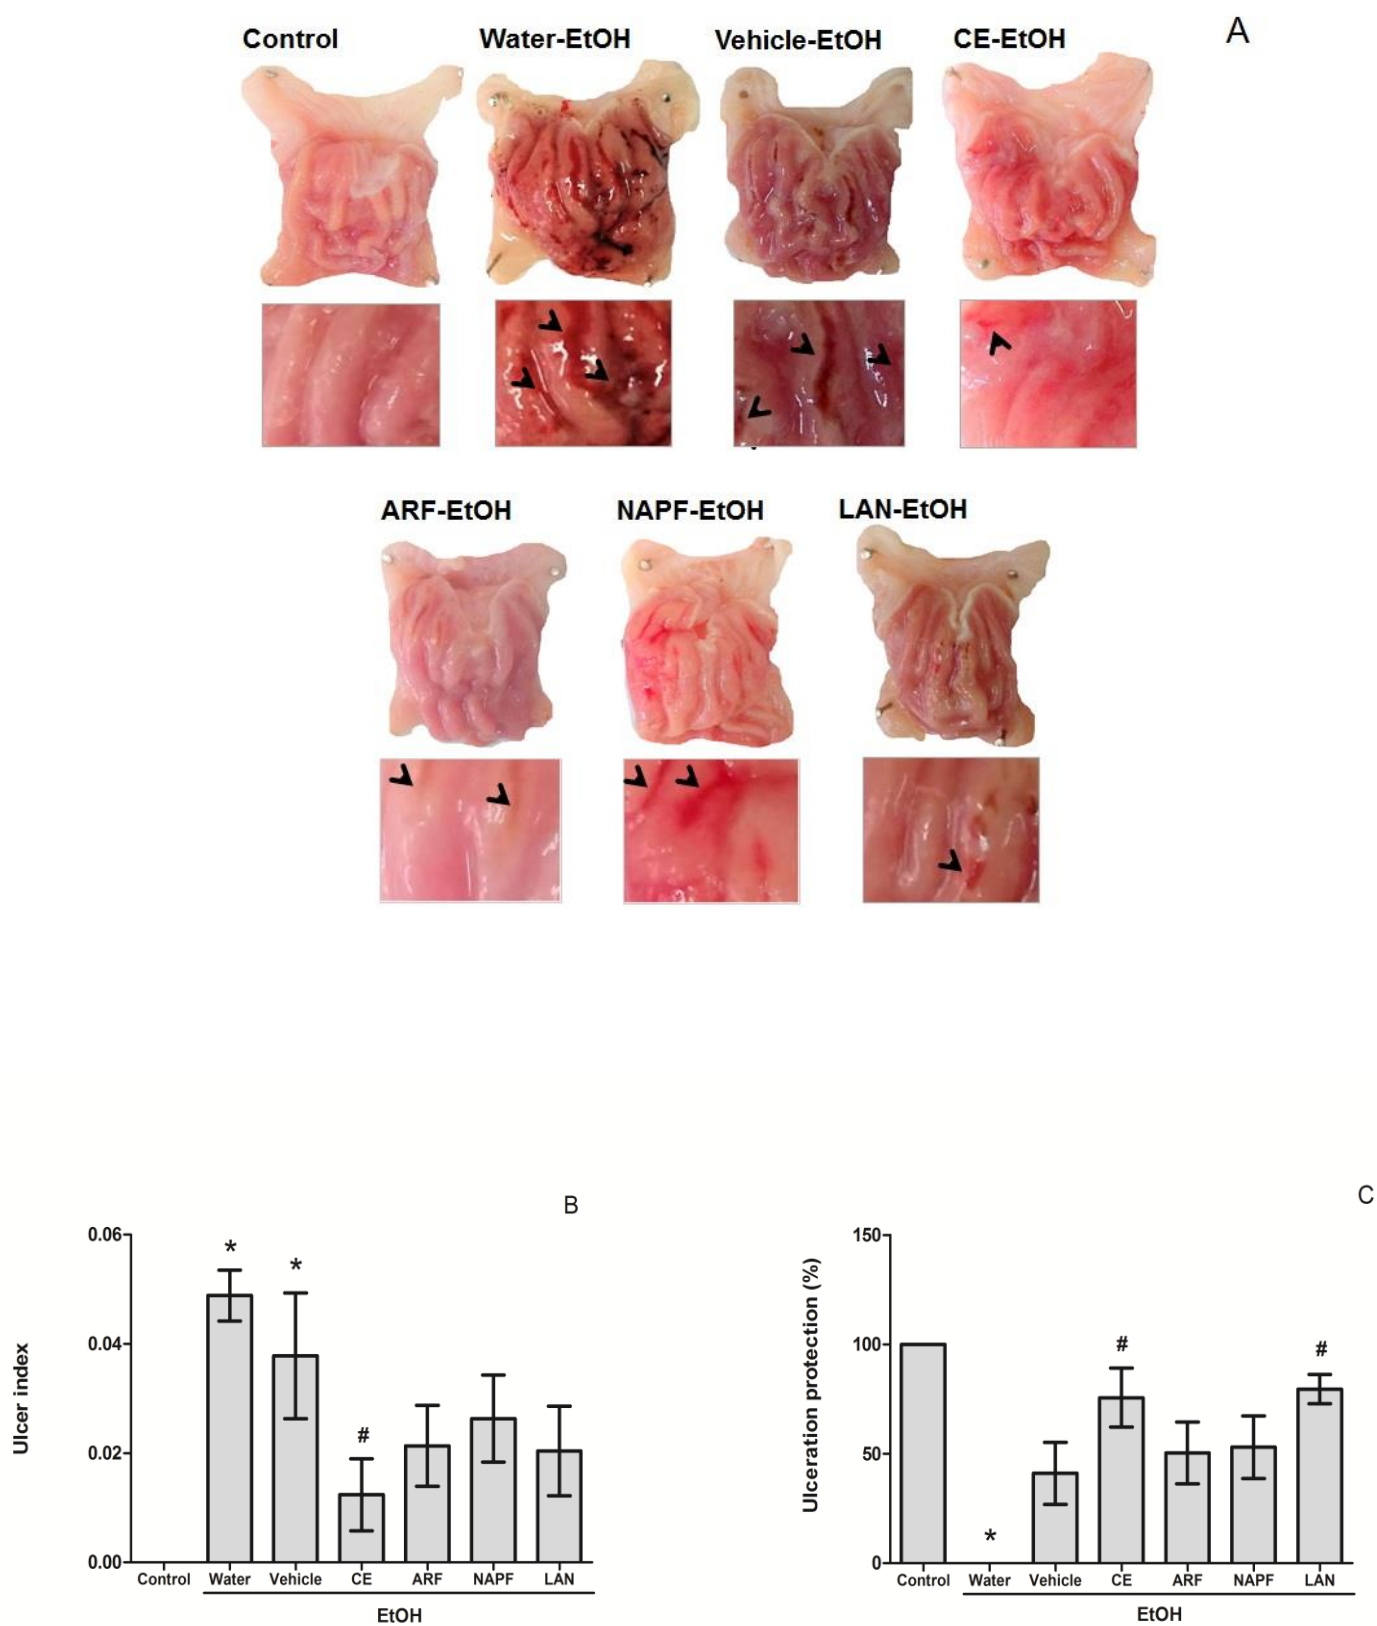 A
Control Water-EtOH Vehicle-EtOH CE-EtOH
ARF-EtOH NAPF-EtOH LAN-EtOH
B
0.06
0.04
0.02
0.00
Ulcer index
* * #
Control Water Vehicle CE ARF NAPF LAN
EtOH
C
150
100
50
0
Ulceration protection (%)
* # #
Control Water Vehicle CE ARF NAPF LAN
EtOH